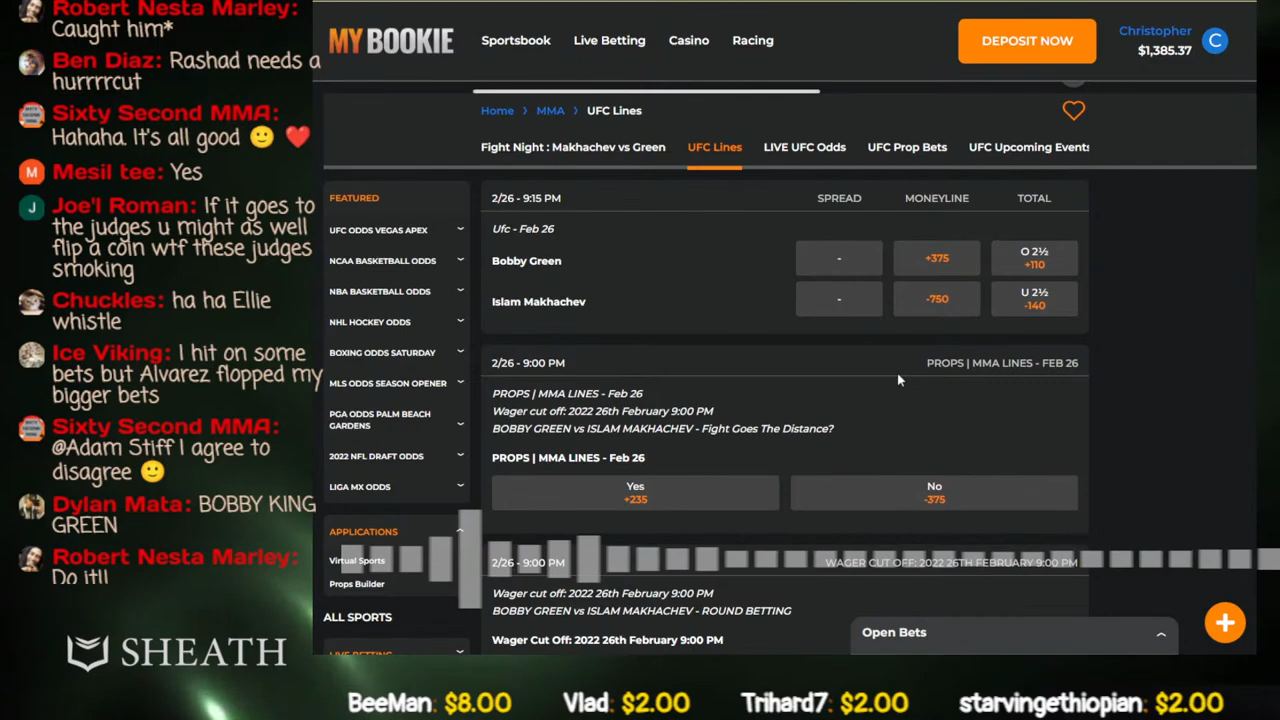 Robert Nesta Marley:
Caught him*
Ben Diaz: Rashad needs a
hurrrrcut
Sixty Second MMA:
Hahaha. It's all good 🙂 ❤️
M Mesil tee: Yes
J Joe'l Roman: If it goes to
the judges u might as well
flip a coin wtf these judges
smoking
Chuckles: ha ha Ellie
whistle
Ice Viking: I hit on some
bets but Alvarez flopped my
bigger bets
Sixty Second MMA:
@Adam Stiff I agree to
disagree 🙂
Dylan Mata: BOBBY KING
GREEN
Robert Nesta Marley:
Do it!!
SHEATH
MYBOOKIE
Sportsbook Live Betting Casino Racing
DEPOSIT NOW
Christopher
$1,385.37
C
Home > MMA > UFC Lines
Fight Night : Makhachev vs Green UFC Lines LIVE UFC Odds UFC Prop Bets UFC Upcoming Events
FEATURED
UFC ODDS VEGAS APEX
NCAA BASKETBALL ODDS
NBA BASKETBALL ODDS
NHL HOCKEY ODDS
BOXING ODDS SATURDAY
MLS ODDS SEASON OPENER
PGA ODDS PALM BEACH
GARDENS
2022 NFL DRAFT ODDS
LIGA MX ODDS
APPLICATIONS
Virtual Sports
Props Builder
ALL SPORTS
LIVE BETTING
2/26 - 9:15 PM SPREAD MONEYLINE TOTAL
Ufc - Feb 26
Bobby Green - +375 O 2½
+110
Islam Makhachev - -750 U 2½
-140
2/26 - 9:00 PM PROPS | MMA LINES - FEB 26
PROPS | MMA LINES - Feb 26
Wager cut off: 2022 26th February 9:00 PM
BOBBY GREEN vs ISLAM MAKHACHEV - Fight Goes The Distance?
PROPS | MMA LINES - Feb 26
Yes No
+235 -375
2/26 - 9:00 PM WAGER CUT OFF: 2022 26TH FEBRUARY 9:00 PM
Wager cut off: 2022 26th February 9:00 PM
BOBBY GREEN vs ISLAM MAKHACHEV - ROUND BETTING
Wager Cut Off: 2022 26th February 9:00 PM
Open Bets
BeeMan: $8.00 Vlad: $2.00 Trihard7: $2.00 starvingethiopian: $2.00